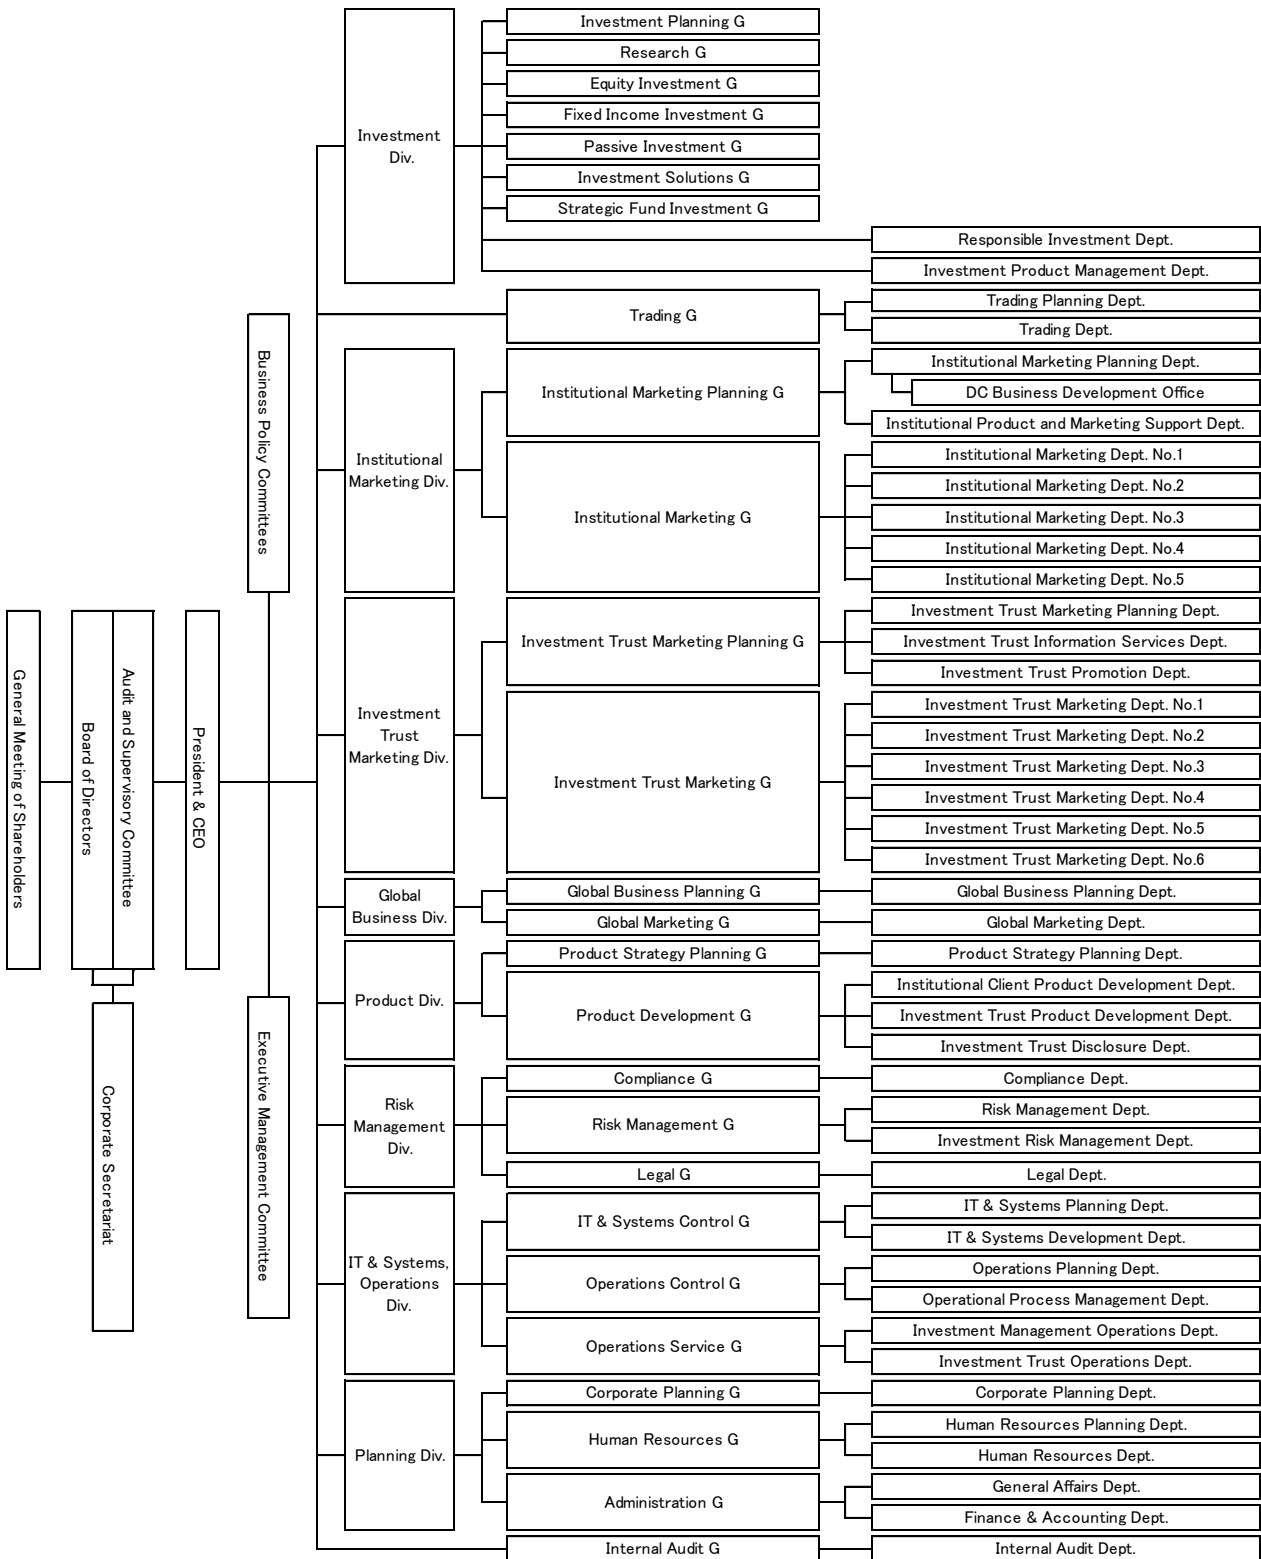 General Meeting of Shareholders
Board of Directors
Audit and Supervisory Committee
Corporate Secretariat
President & CEO
Business Policy Committees
Executive Management Committee
Investment
Div.
Investment Planning G
Research G
Equity Investment G
Fixed Income Investment G
Passive Investment G
Investment Solutions G
Strategic Fund Investment G
Responsible Investment Dept.
Investment Product Management Dept.
Trading G
Trading Planning Dept.
Trading Dept.
Institutional
Marketing Div.
Institutional Marketing Planning G
Institutional Marketing Planning Dept.
DC Business Development Office
Institutional Product and Marketing Support Dept.
Institutional Marketing G
Institutional Marketing Dept. No.1
Institutional Marketing Dept. No.2
Institutional Marketing Dept. No.3
Institutional Marketing Dept. No.4
Institutional Marketing Dept. No.5
Investment
Trust
Marketing Div.
Investment Trust Marketing Planning G
Investment Trust Marketing Planning Dept.
Investment Trust Information Services Dept.
Investment Trust Promotion Dept.
Investment Trust Marketing G
Investment Trust Marketing Dept. No.1
Investment Trust Marketing Dept. No.2
Investment Trust Marketing Dept. No.3
Investment Trust Marketing Dept. No.4
Investment Trust Marketing Dept. No.5
Investment Trust Marketing Dept. No.6
Global
Business Div.
Global Business Planning G
Global Business Planning Dept.
Global Marketing G
Global Marketing Dept.
Product Div.
Product Strategy Planning G
Product Strategy Planning Dept.
Product Development G
Institutional Client Product Development Dept.
Investment Trust Product Development Dept.
Investment Trust Disclosure Dept.
Risk
Management
Div.
Compliance G
Compliance Dept.
Risk Management G
Risk Management Dept.
Investment Risk Management Dept.
Legal G
Legal Dept.
IT & Systems,
Operations
Div.
IT & Systems Control G
IT & Systems Planning Dept.
IT & Systems Development Dept.
Operations Control G
Operations Planning Dept.
Operational Process Management Dept.
Operations Service G
Investment Management Operations Dept.
Investment Trust Operations Dept.
Planning Div.
Corporate Planning G
Corporate Planning Dept.
Human Resources G
Human Resources Planning Dept.
Human Resources Dept.
Administration G
General Affairs Dept.
Finance & Accounting Dept.
Internal Audit G
Internal Audit Dept.